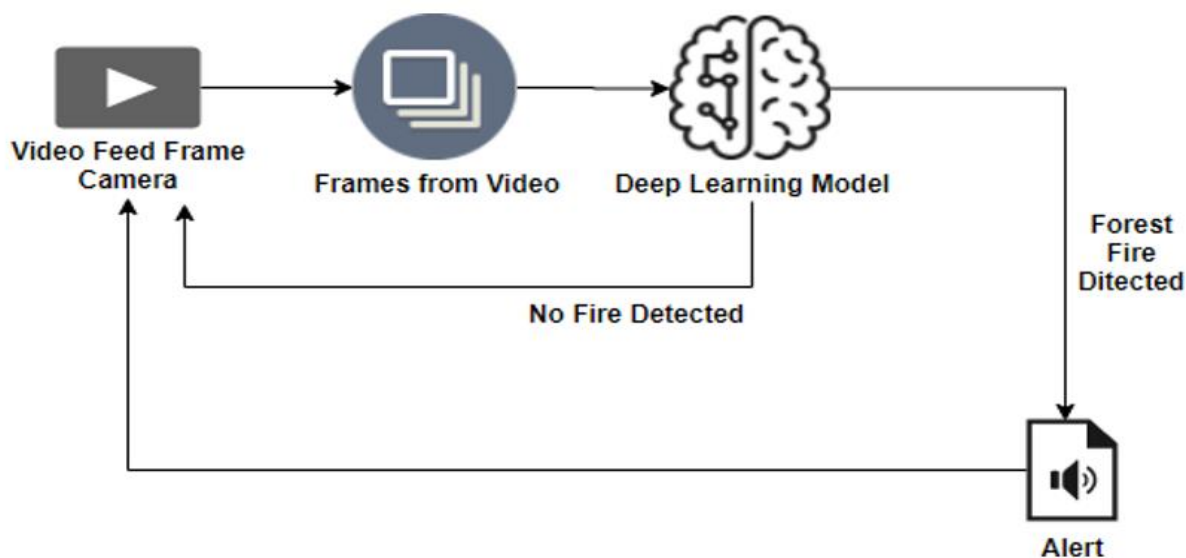 Video Feed Frame
Camera
Frames from Video
Deep Learning Model
Forest
Fire
Ditected
No Fire Detected
Alert